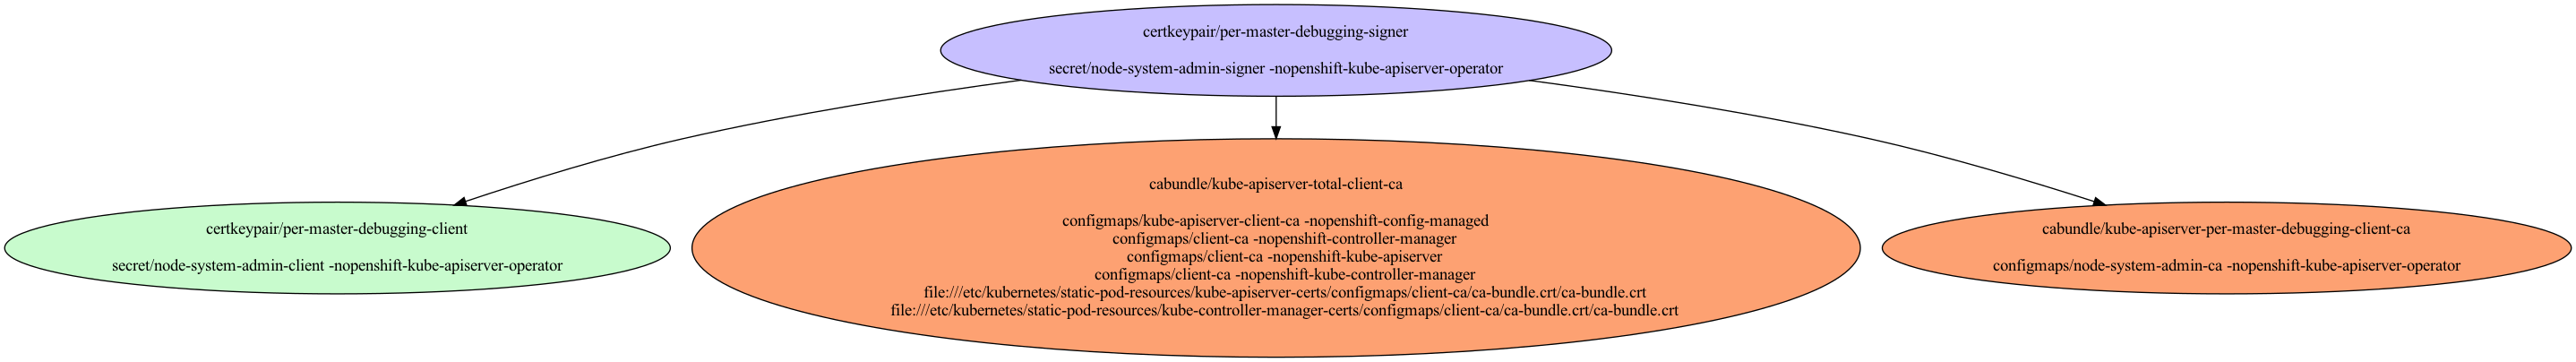 certkeypair/per-master-debugging-signer
secret/node-system-admin-signer -nopenshift-kube-apiserver-operator
certkeypair/per-master-debugging-client
secret/node-system-admin-client -nopenshift-kube-apiserver-operator
cabundle/kube-apiserver-total-client-ca
configmaps/kube-apiserver-client-ca -nopenshift-config-managed
configmaps/client-ca -nopenshift-controller-manager
configmaps/client-ca -nopenshift-kube-apiserver
configmaps/client-ca -nopenshift-kube-controller-manager
file:///etc/kubernetes/static-pod-resources/kube-apiserver-certs/configmaps/client-ca/ca-bundle.crt/ca-bundle.crt
file:///etc/kubernetes/static-pod-resources/kube-controller-manager-certs/configmaps/client-ca/ca-bundle.crt/ca-bundle.crt
cabundle/kube-apiserver-per-master-debugging-client-ca
configmaps/node-system-admin-ca -nopenshift-kube-apiserver-operator